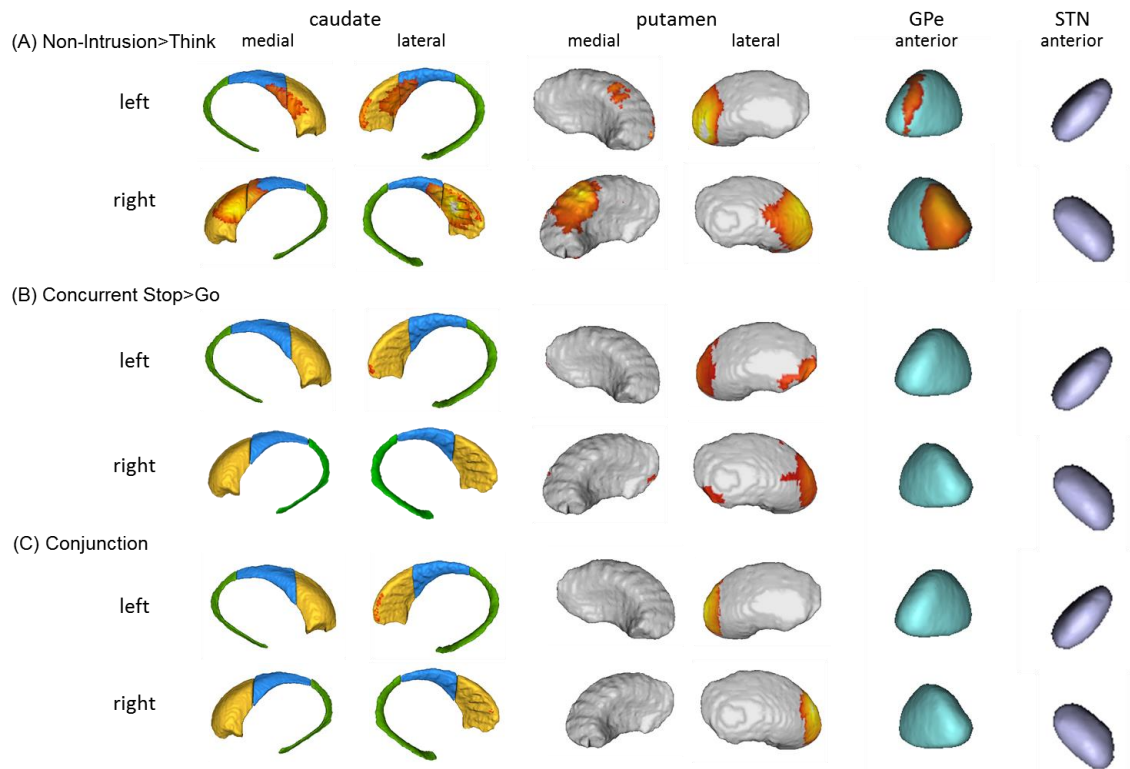 caudate putamen GPe STN
(A) Non-Intrusion>Think medial lateral medial lateral anterior anterior
left
right
(B) Concurrent Stop>Go
left
right
(C) Conjunction
left
right